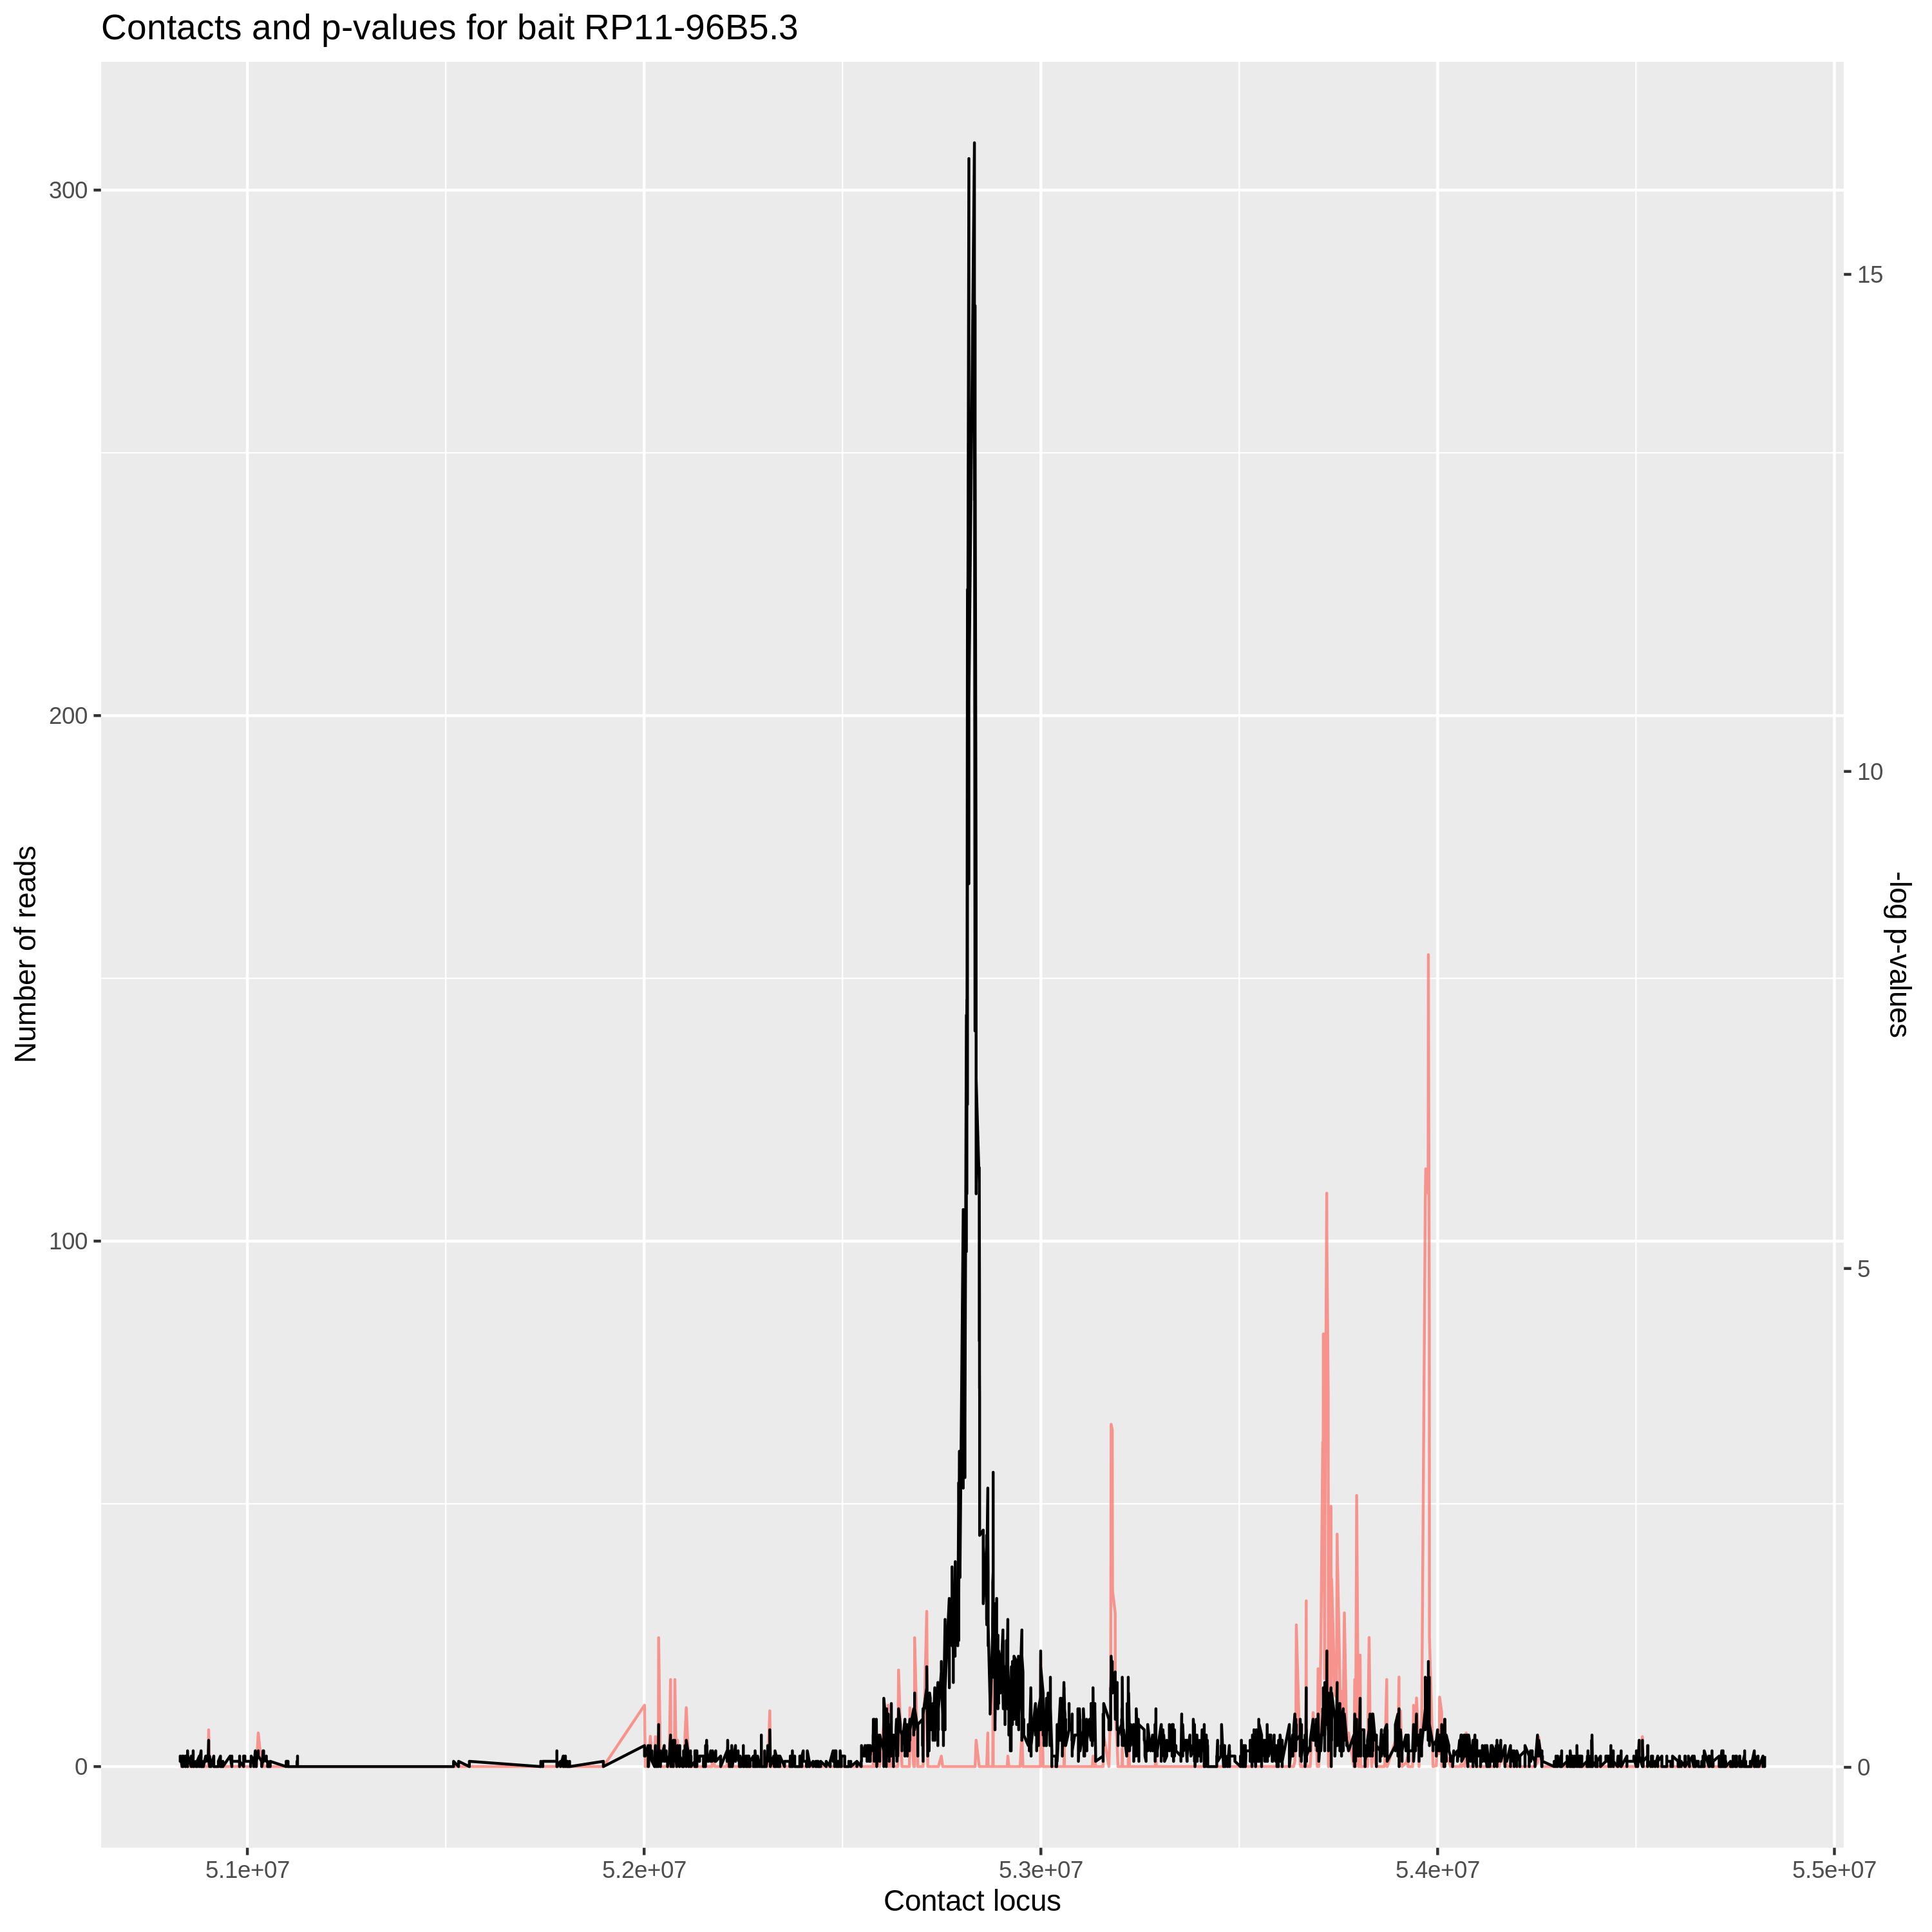 Contacts and p-values for bait RP11-96B5.3
300
200
100
0
Number of reads
15
10
5
0
-log p-values
5.1e+07 5.2e+07 5.3e+07 5.4e+07 5.5e+07
Contact locus